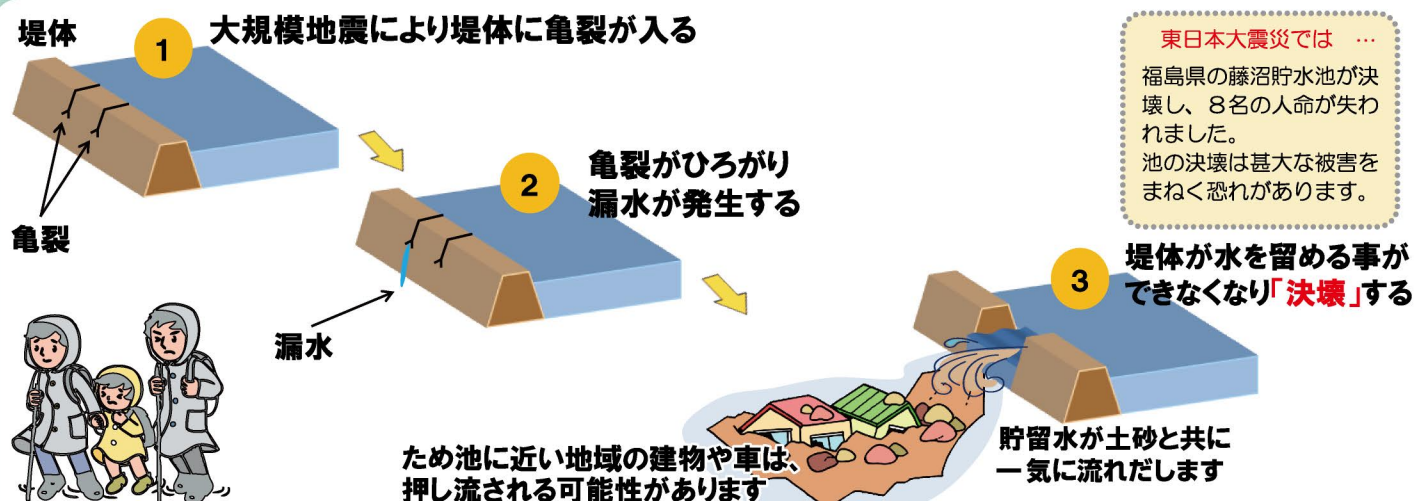 堤体
1
大規模地震により堤体に亀裂が入る
亀裂
2
亀裂がひろがり
漏水が発生する
漏水
東日本大震災では …
福島県の藤沼貯水池が決
壊し、８名の人命が失わ
れました。
池の決壊は甚大な被害を
まねく恐れがあります。
3
堤体が水を留める事が
できなくなり「決壊」する
貯留水が土砂と共に
一気に流れだします
ため池に近い地域の建物や車は、
押し流される可能性があります